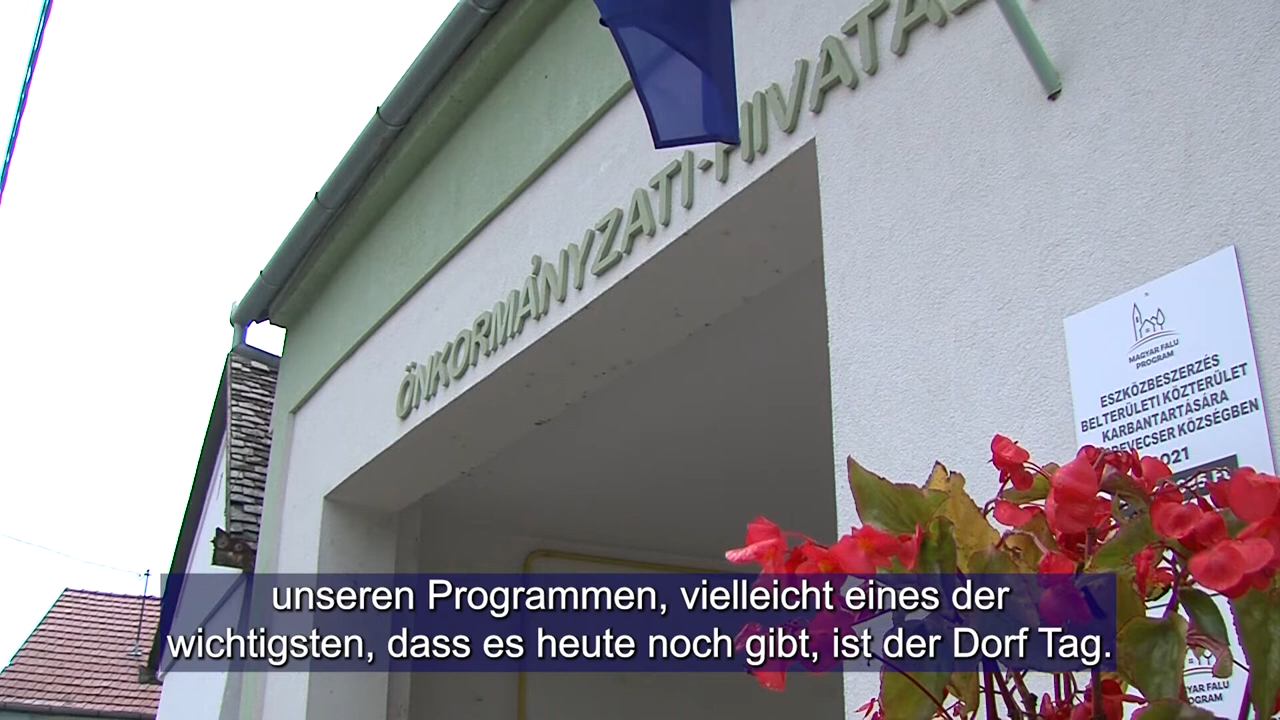 ÖNKORMÁNYZATI-HIVATAL
MAGYAR FALU
PROGRAM
ESZKÖZBESZERZÉS
BELTERÜLETI KÖZTERÜLET
KARBANTARTÁSÁRA
KÖZSÉGBEN
unseren Programmen, vielleicht eines der
wichtigsten, dass es heute noch gibt, ist der Dorf Tag.
FALU
PROGRAM